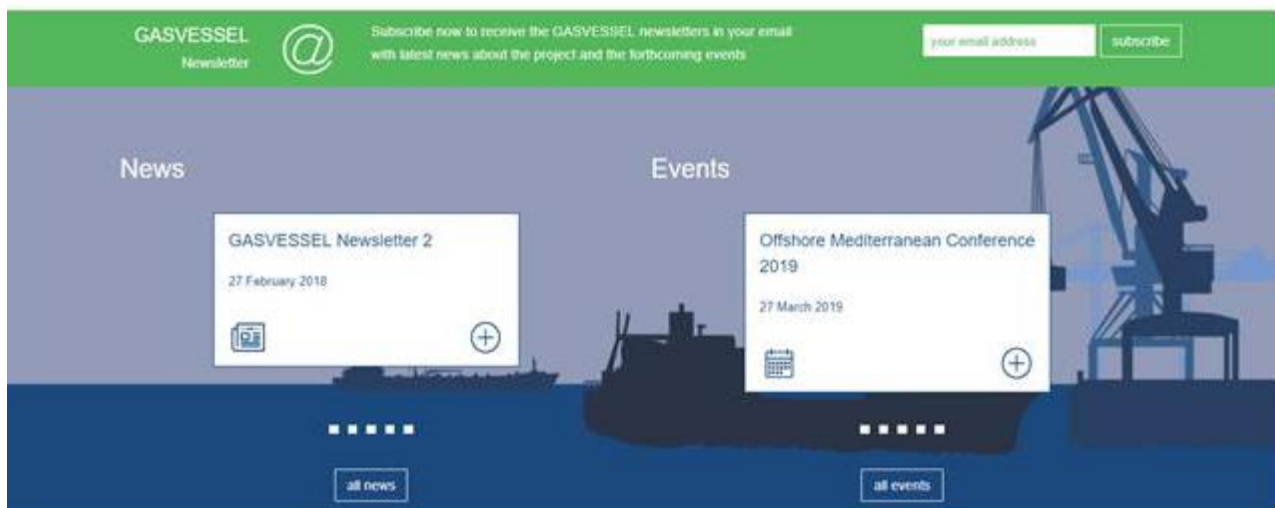 GASVESSEL
Newsletter
@
Subscribe now to receive the GASVESSEL newsletters in your email
with latest news about the project and the forthcoming events
your email address
subscribe
News
GASVESSEL Newsletter 2
27 February 2018
all news
Events
Offshore Mediterranean Conference
2019
27 March 2019
all events